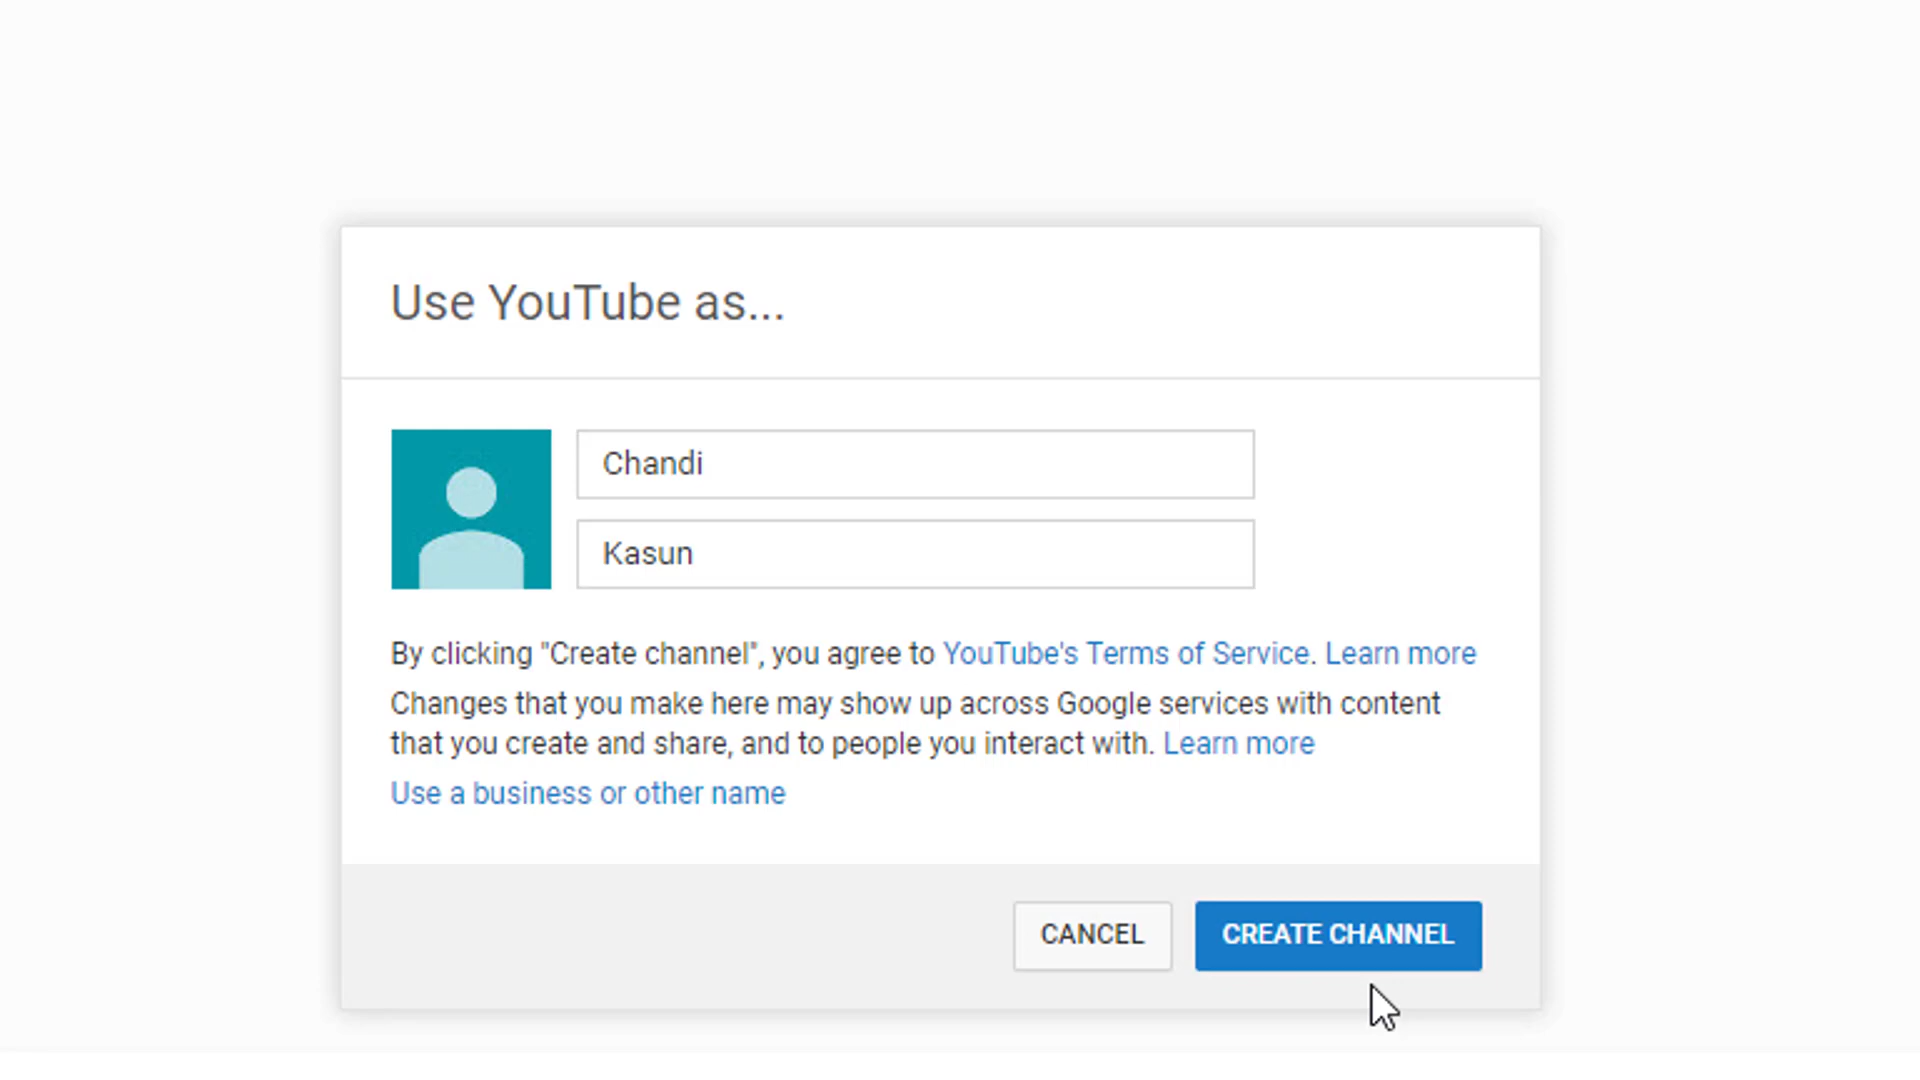 Use YouTube as...
Chandi
Kasun
By clicking "Create channel", you agree to YouTube's Terms of Service. Learn more
Changes that you make here may show up across Google services with content
that you create and share, and to people you interact with. Learn more
Use a business or other name
CANCEL CREATE CHANNEL